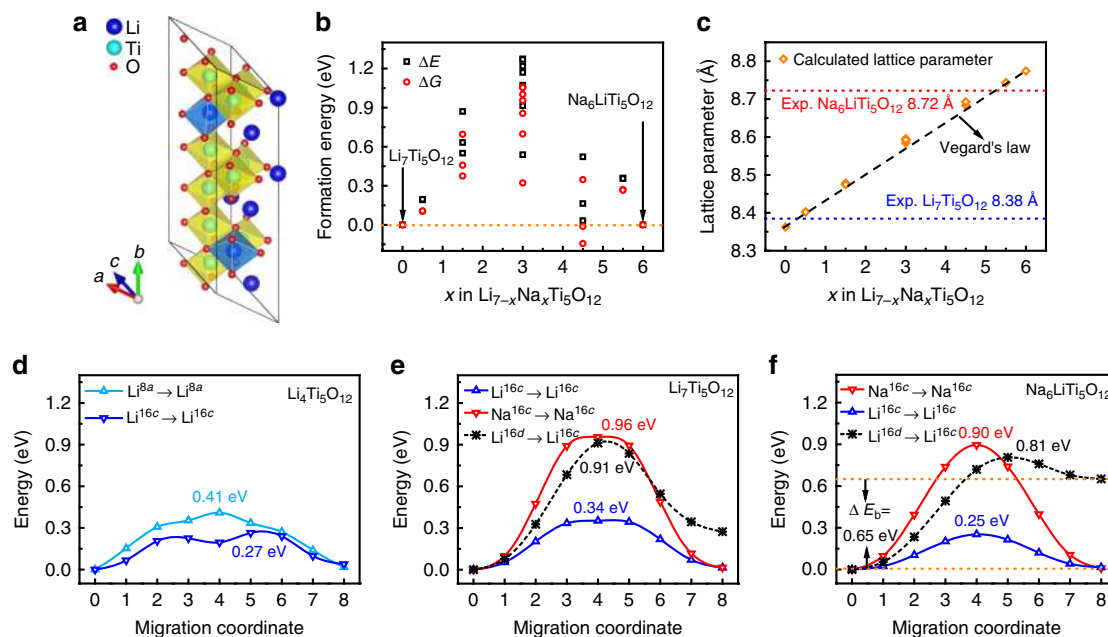 a
Li
Ti
O
c
b
a
b
Formation energy (eV)
1.2
0.9
0.6
0.3
0.0
ΔE
ΔG
Na6LiTi5O12
Li7Ti5O12
0 1 2 3 4 5 6
x in Li7−xNaxTi5O12
c
Lattice parameter (Å)
8.8
8.7
8.6
8.5
8.4
8.3
Calculated lattice parameter
Exp. Na6LiTi5O12 8.72 Å
Vegard's law
Exp. Li7Ti5O12 8.38 Å
0 1 2 3 4 5 6
x in Li7−xNaxTi5O12
d
Energy (eV)
1.2
0.9
0.6
0.3
0.0
Li8a → Li8a
Li4Ti5O12
Li16c → Li16c
0.41 eV
0.27 eV
0 1 2 3 4 5 6 7 8
Migration coordinate
e
Energy (eV)
1.2
0.9
0.6
0.3
0.0
Li16c → Li16c
Li7Ti5O12
Na16c → Na16c
Li16d → Li16c
0.96 eV
0.91 eV
0.34 eV
0 1 2 3 4 5 6 7 8
Migration coordinate
f
Energy (eV)
1.2
0.9
0.6
0.3
0.0
Na16c → Na16c
Na6LiTi5O12
Li16c → Li16c
Li16d → Li16c
0.90 eV
0.81 eV
Δ Eb=
0.65 eV
0.25 eV
0 1 2 3 4 5 6 7 8
Migration coordinate